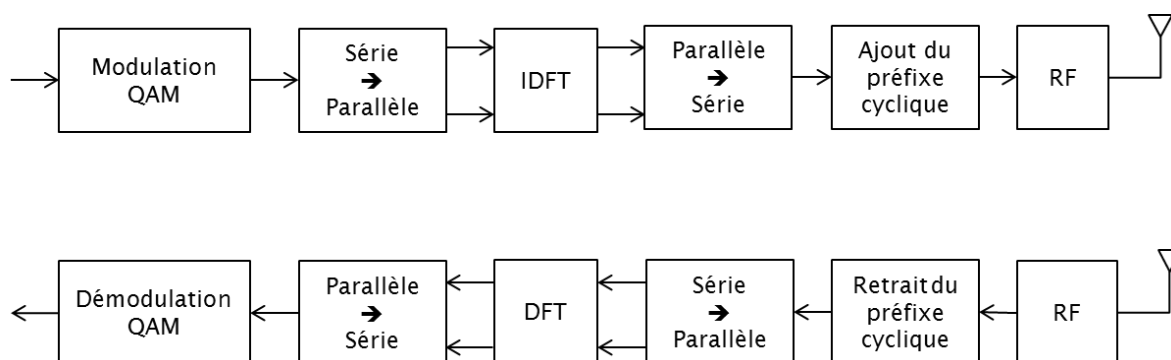 Modulation
QAM
Série
➔
Parallèle
IDFT
Parallèle
➔
Série
Ajout du
préfixe
cyclique
RF
Démodulation
QAM
Parallèle
➔
Série
DFT
Série
➔
Parallèle
Retrait du
préfixe
cyclique
RF